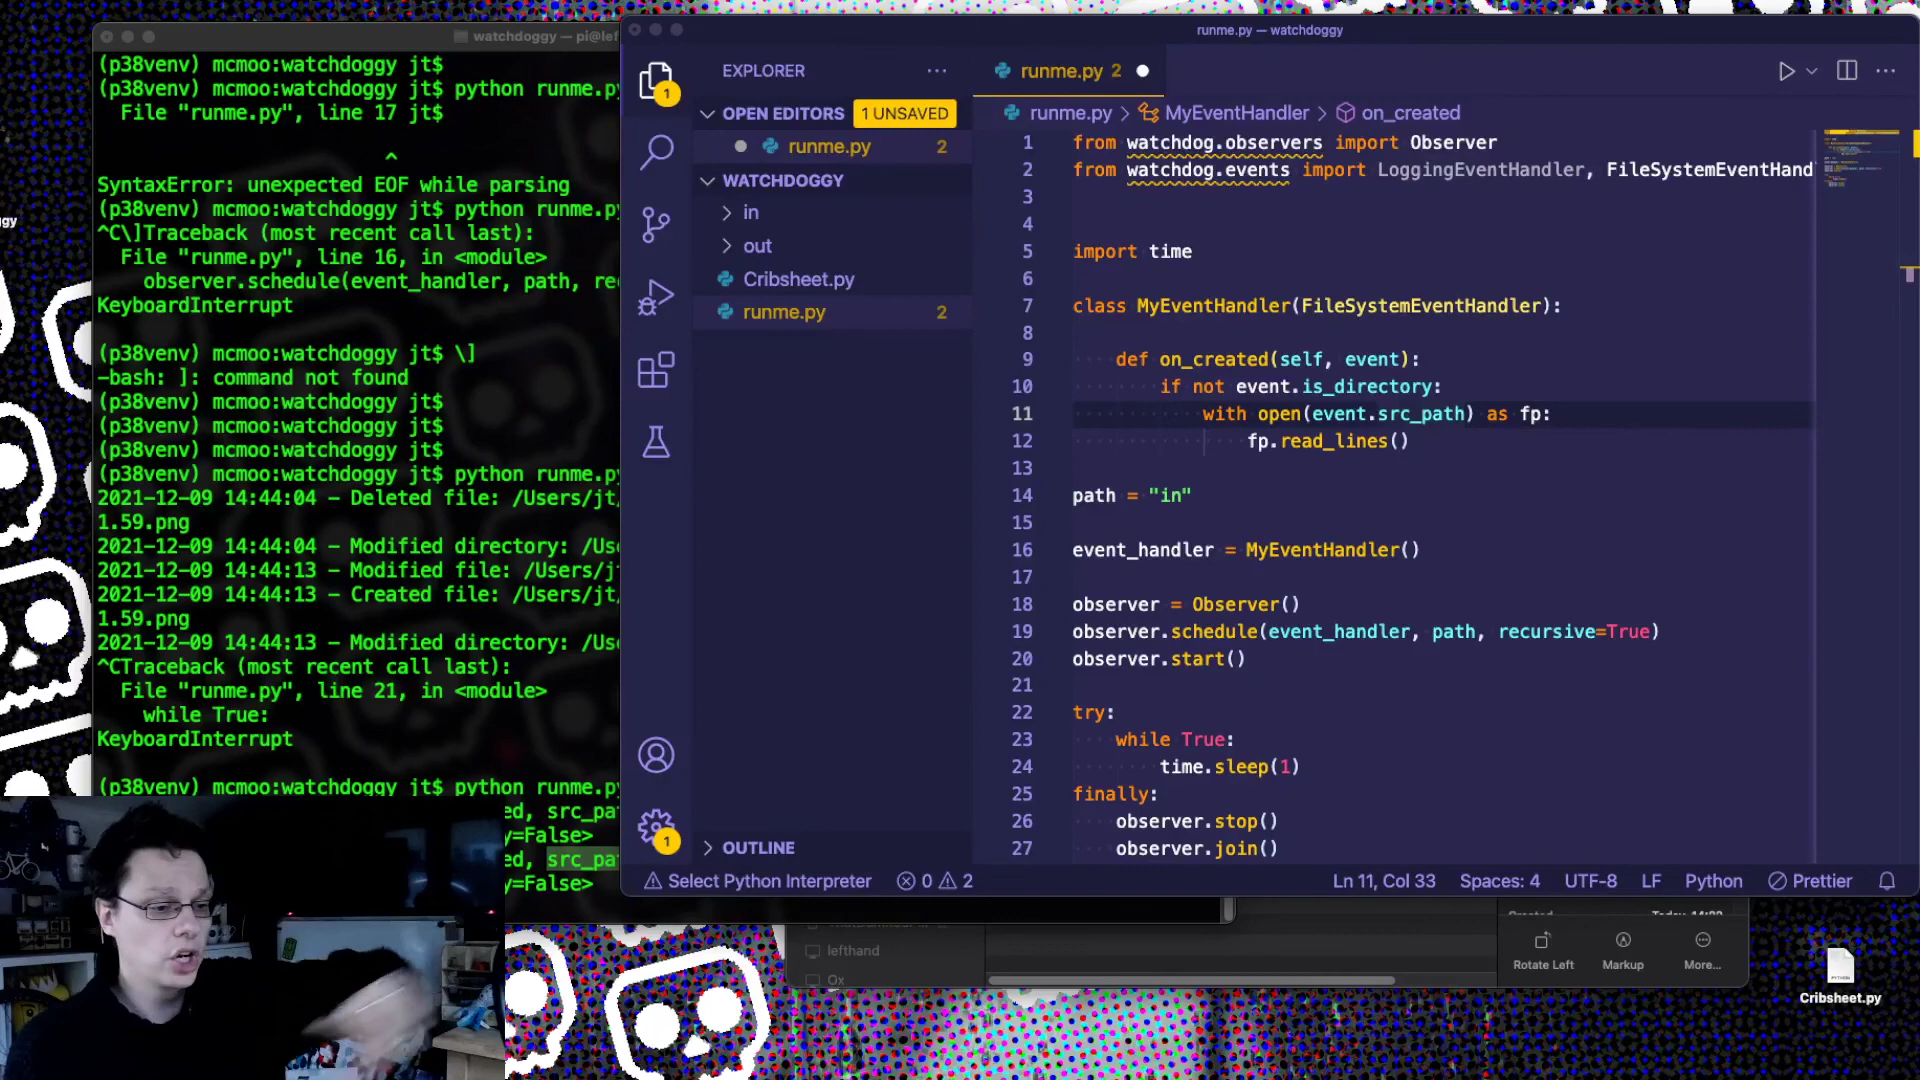 watchdoggy — pi@lef
(p38venv) mcmoo:watchdoggy jt$
(p38venv) mcmoo:watchdoggy jt$ python runme.py
File "runme.py", line 17 jt$
^
SyntaxError: unexpected EOF while parsing
(p38venv) mcmoo:watchdoggy jt$ python runme.py
^C\]Traceback (most recent call last):
File "runme.py", line 16, in <module>
observer.schedule(event_handler, path, re
KeyboardInterrupt
(p38venv) mcmoo:watchdoggy jt$ \]
-bash: ]: command not found
(p38venv) mcmoo:watchdoggy jt$
(p38venv) mcmoo:watchdoggy jt$
(p38venv) mcmoo:watchdoggy jt$
(p38venv) mcmoo:watchdoggy jt$ python runme.py
2021-12-09 14:44:04 - Deleted file: /Users/jt/
1.59.png
2021-12-09 14:44:04 - Modified directory: /Use
2021-12-09 14:44:13 - Modified file: /Users/jt
2021-12-09 14:44:13 - Created file: /Users/jt/
1.59.png
2021-12-09 14:44:13 - Modified directory: /Use
^CTraceback (most recent call last):
File "runme.py", line 21, in <module>
while True:
KeyboardInterrupt
(p38venv) mcmoo:watchdoggy jt$ python runme.py
ed, src_pat
y=False>
ed, src_pat
y=False>
runme.py — watchdoggy
EXPLORER
OPEN EDITORS 1 UNSAVED
runme.py 2
WATCHDOGGY
in
out
Cribsheet.py
runme.py 2
OUTLINE
1
1
runme.py 2
runme.py > MyEventHandler > on_created
1 from watchdog.observers import Observer
2 from watchdog.events import LoggingEventHandler, FileSystemEventHand
3
4
5 import time
6
7 class MyEventHandler(FileSystemEventHandler):
8
9 def on_created(self, event):
10 if not event.is_directory:
11 with open(event.src_path) as fp:
12 fp.read_lines()
13
14 path = "in"
15
16 event_handler = MyEventHandler()
17
18 observer = Observer()
19 observer.schedule(event_handler, path, recursive=True)
20 observer.start()
21
22 try:
23 while True:
24 time.sleep(1)
25 finally:
26 observer.stop()
27 observer.join()
Select Python Interpreter 0 2 Ln 11, Col 33 Spaces: 4 UTF-8 LF Python Prettier
lefthand
Ox
Rotate Left Markup More...
Cribsheet.py